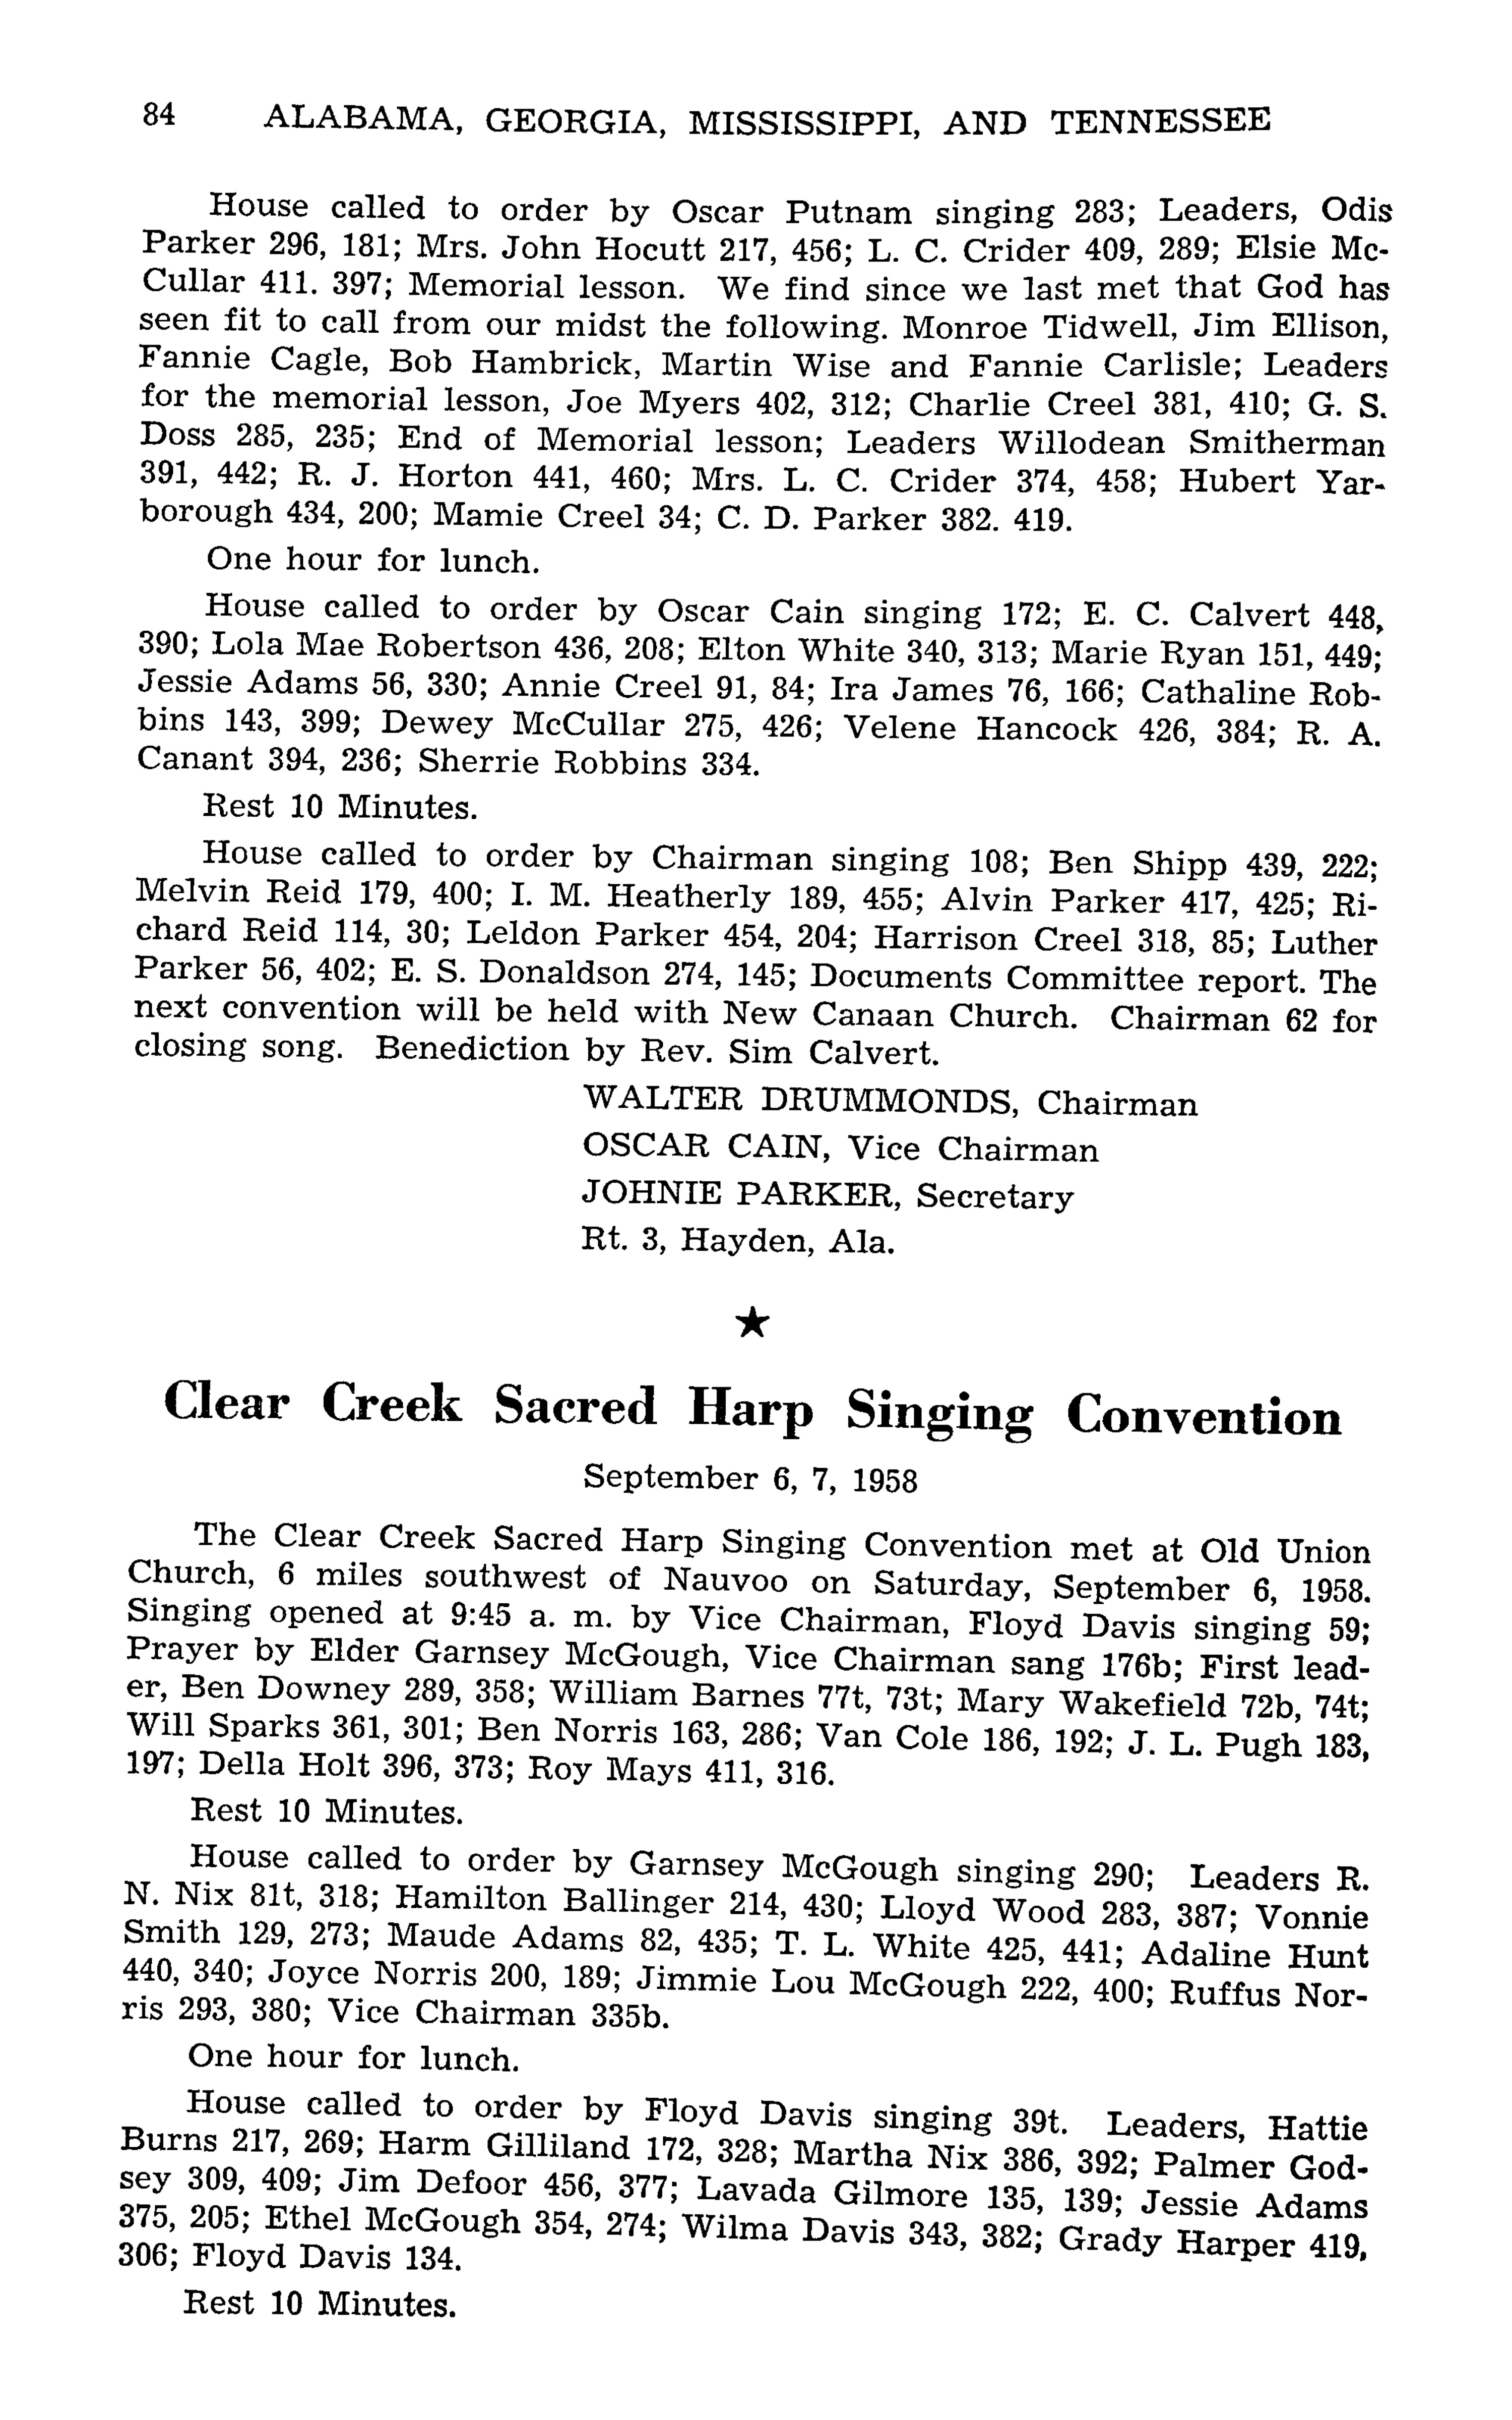 84 ALABAMA, GEORGIA, MISSISSIPPI, AND TENNESSEE
House called to order by Oscar Putnam singing 283; Leaders, Odis
Parker 296, 181; Mrs. John Hocutt 217, 456; L. C. Crider 409, 289; Elsie Mc-
Cullar 411. 397; Memorial lesson. We find since we last met that God has
seen fit to call from our midst the following. Monroe Tidwell, Jim Ellison,
Fannie Cagle, Bob Hambrick, Martin Wise and Fannie Carlisle; Leaders
for the memorial lesson, Joe Myers 402, 312; Charlie Creel 381, 410; G. S.
Doss 285, 235; End of Memorial lesson; Leaders Willodean Smitherman
391, 442; R. J. Horton 441, 460; Mrs. L. C. Crider 374, 458; Hubert Yar-
borough 434, 200; Mamie Creel 34; C. D. Parker 382. 419.
One hour for lunch.
House called to order by Oscar Cain singing 172; E. C. Calvert 448,
390; Lola Mae Robertson 436, 208; Elton White 340, 313; Marie Ryan 151, 449;
Jessie Adams 56, 330; Annie Creel 91, 84; Ira James 76, 166; Cathaline Rob-
bins 143, 399; Dewey McCullar 275, 426; Velene Hancock 426, 384; R. A.
Canant 394, 236; Sherrie Robbins 334.
Rest 10 Minutes.
House called to order by Chairman singing 108; Ben Shipp 439, 222;
Melvin Reid 179, 400; I. M. Heatherly 189, 455; Alvin Parker 417, 425; Ri-
chard Reid 114, 30; Leldon Parker 454, 204; Harrison Creel 318, 85; Luther
Parker 56, 402; E. S. Donaldson 274, 145; Documents Committee report. The
next convention will be held with New Canaan Church. Chairman 62 for
closing song. Benediction by Rev. Sim Calvert.
WALTER DRUMMONDS, Chairman
OSCAR CAIN, Vice Chairman
JOHNIE PARKER, Secretary
Rt. 3, Hayden, Ala.
★
Clear Creek Sacred Harp Singing Convention
September 6, 7, 1958
The Clear Creek Sacred Harp Singing Convention met at Old Union
Church, 6 miles southwest of Nauvoo on Saturday, September 6, 1958.
Singing opened at 9:45 a. m. by Vice Chairman, Floyd Davis singing 59;
Prayer by Elder Garnsey McGough, Vice Chairman sang 176b; First lead-
er, Ben Downey 289, 358; William Barnes 77t, 73t; Mary Wakefield 72b, 74t;
Will Sparks 361, 301; Ben Norris 163, 286; Van Cole 186, 192; J. L. Pugh 183,
197; Della Holt 396, 373; Roy Mays 411, 316.
Rest 10 Minutes.
House called to order by Garnsey McGough singing 290; Leaders R.
N. Nix 81t, 318; Hamilton Ballinger 214, 430; Lloyd Wood 283, 387; Vonnie
Smith 129, 273; Maude Adams 82, 435; T. L. White 425, 441; Adaline Hunt
440, 340; Joyce Norris 200, 189; Jimmie Lou McGough 222, 400; Ruffus Nor-
ris 293, 380; Vice Chairman 335b.
One hour for lunch.
House called to order by Floyd Davis singing 39t. Leaders, Hattie
Burns 217, 269; Harm Gilliland 172, 328; Martha Nix 386, 392; Palmer God-
sey 309, 409; Jim Defoor 456, 377; Lavada Gilmore 135, 139; Jessie Adams
375, 205; Ethel McGough 354, 274; Wilma Davis 343, 382; Grady Harper 419,
306; Floyd Davis 134.
Rest 10 Minutes.